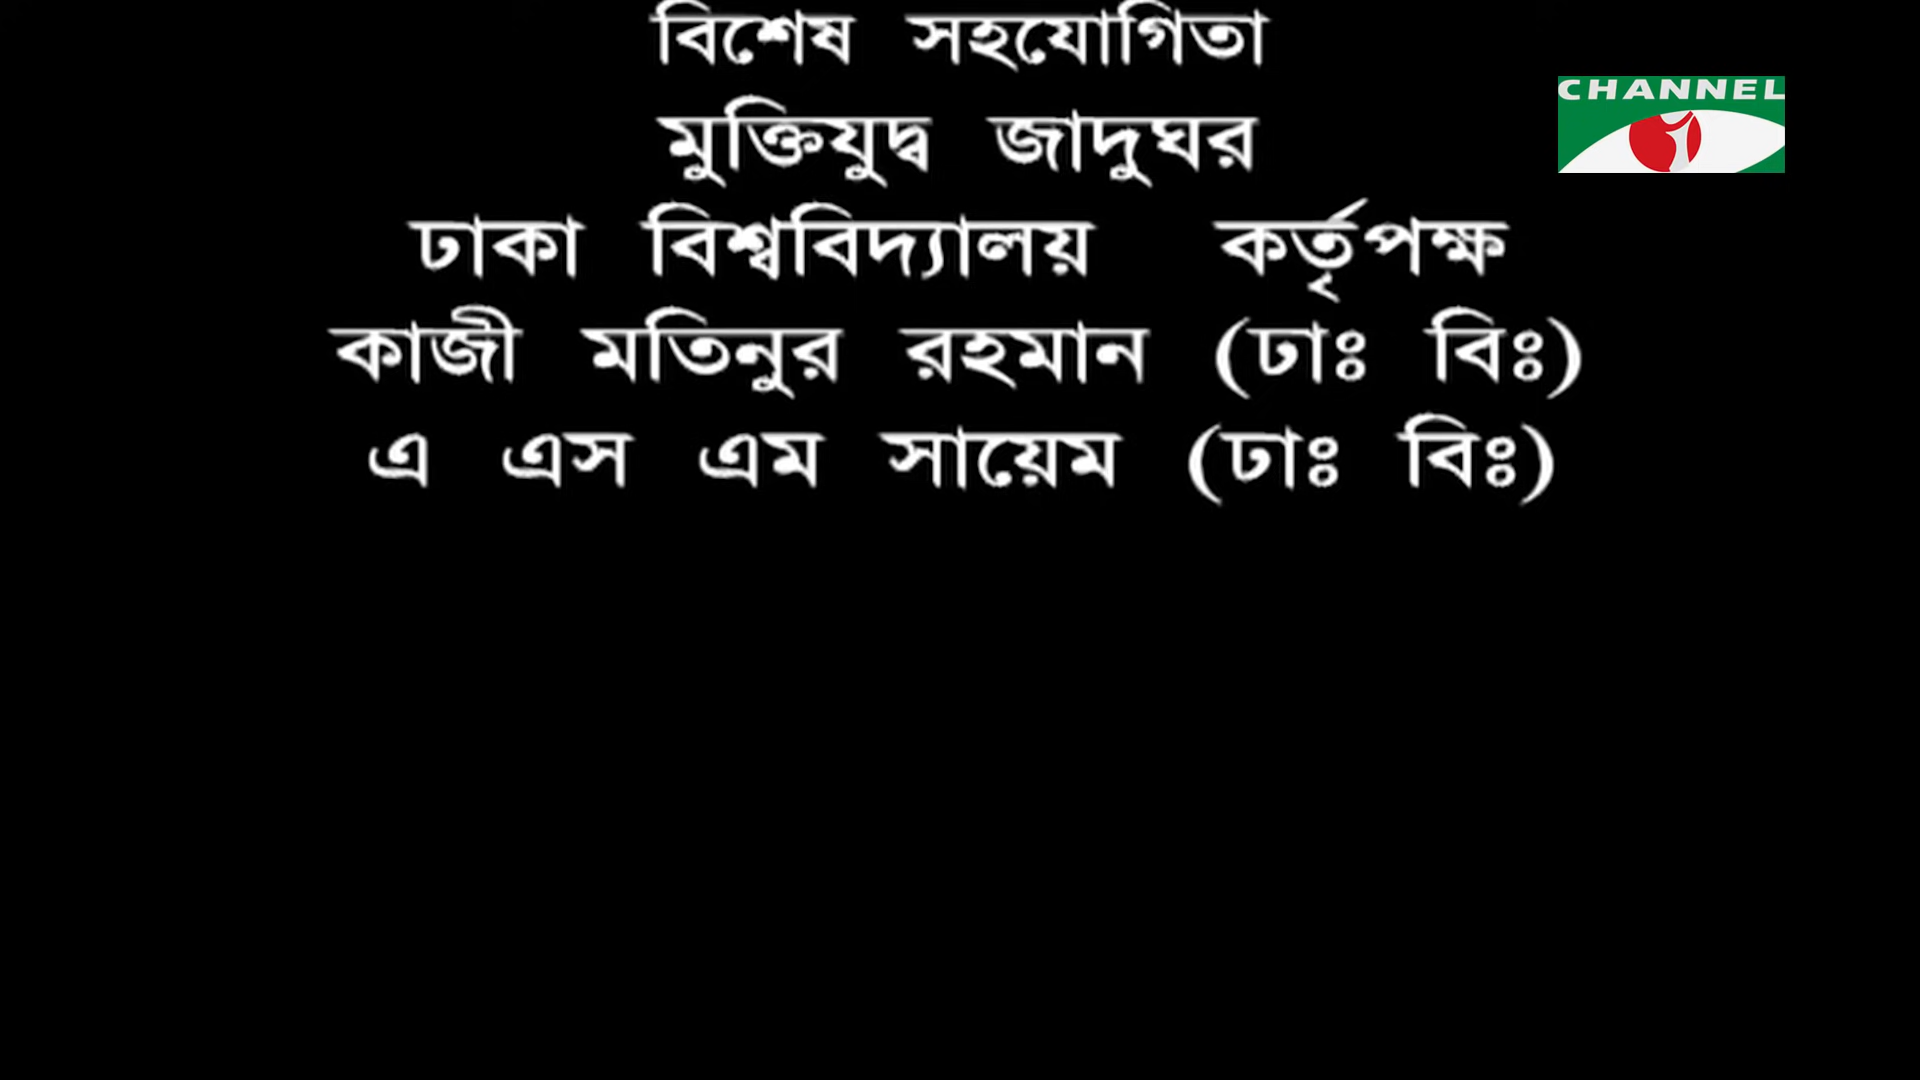 বিশেষ সহযোগিতা
CHANNEL
মুক্তিযুদ্ব জাদুঘর
ঢাকা বিশ্ববিদ্যালয় কর্তৃপক্ষ
কাজী মতিনুর রহমান (ঢাঃ বিঃ)
এ এস এম সায়েম (ঢাঃ বিঃ)